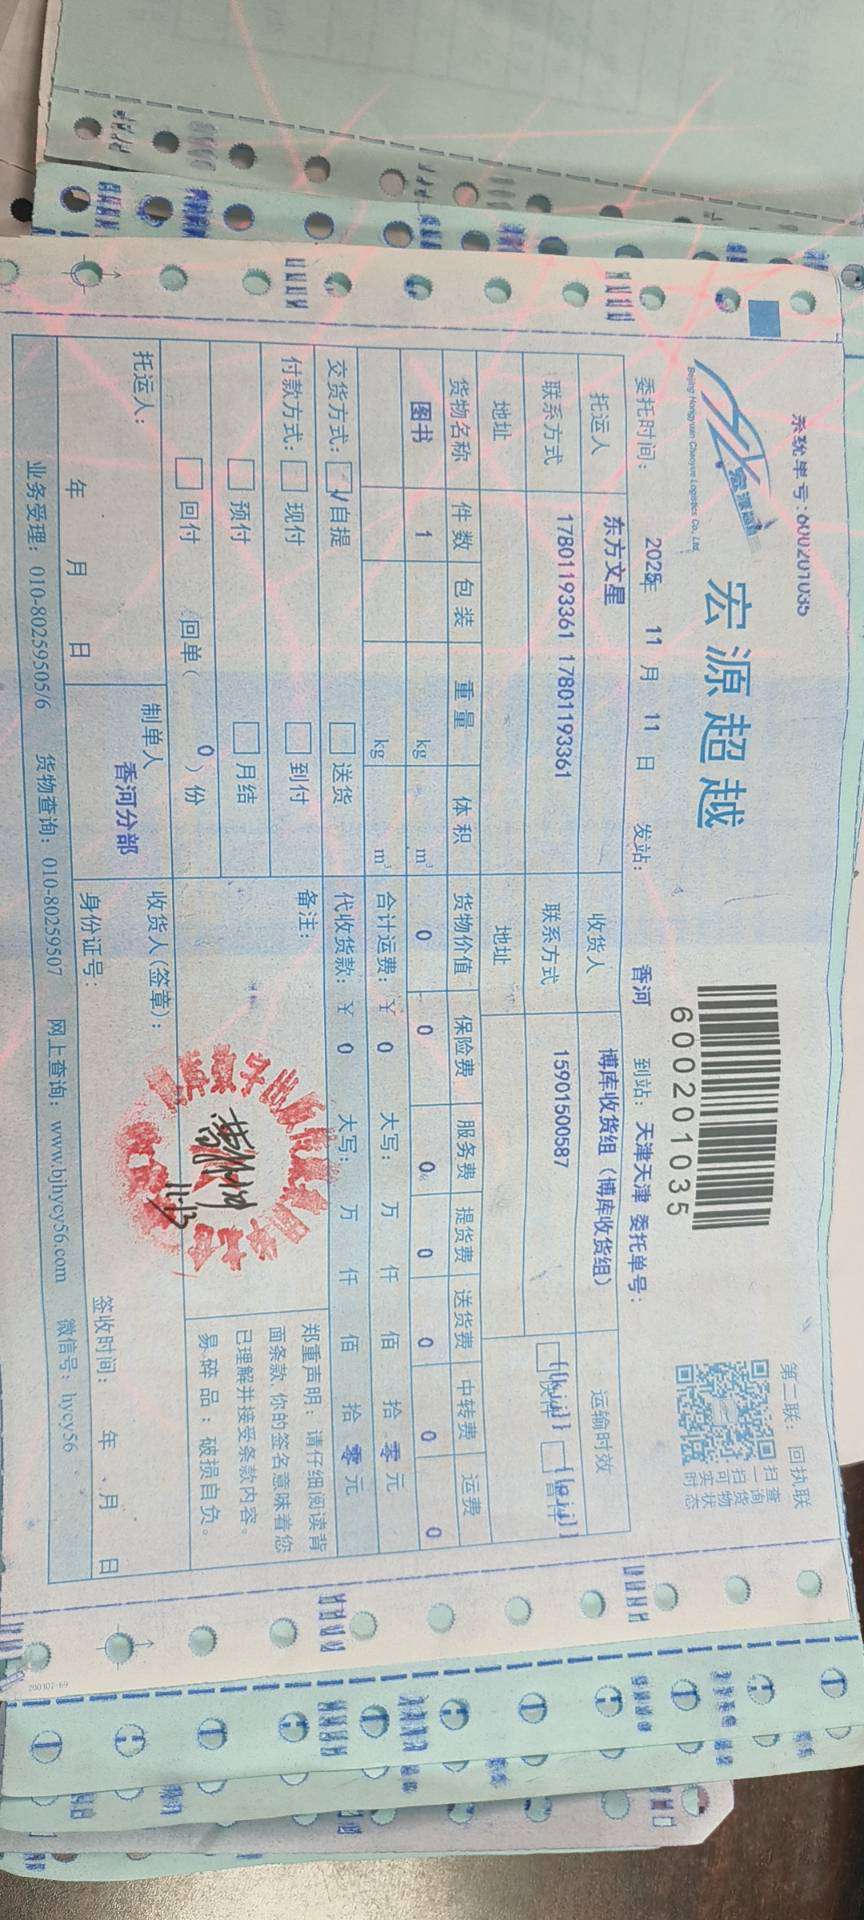 系统单号:600201035
第二联：回执联
宏源超越
Beijing Hongyuan Chaoyue Logistics Co., Ltd.
600201035
扫一扫可实时
查询货物状态
委托时间： 2025年 11 月 11 日 发站： 香河 到站： 天津天津 委托单号：
托运人 东方文星 收货人 博库收货组（博库收货组） 运输时效
联系方式 17801193361 17801193361 联系方式 15901500587
地址 地址
货物名称 件数 包装 重量 体积 货物价值 保险费 服务费 提货费 送货费 中转费 运费
图书 1 kg m³ 0 0 0 0 0 0 0
kg m³ 合计运费：￥ 0 大写： 万 仟 佰 拾 零 元
交货方式： √ 自提 送货 代收货款：￥ 0 大写： 万 仟 佰 拾 零 元
付款方式： 现付 到付 备注：
预付 月结
回付 回单（ 0 ）份
郑重声明：请仔细阅读背
面条款，你的签名意味着您
已理解并接受条款内容。
易碎品：破损自负。
托运人： 制单人 收货人（签章）：
香河分部
11.13
年 月 日 身份证号： 签收时间： 年 月 日
业务受理：010-80259505/6 货物查询：010-80259507 网上查询：www.bjhycy56.com 微信号：hycy56